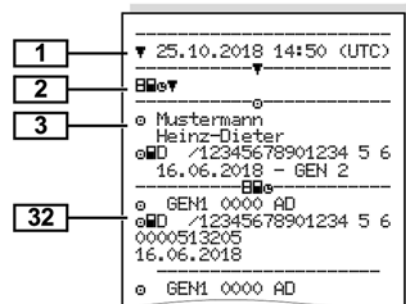 1
▼ 25.10.2018 14:50 (UTC)
2
3
Mustermann
Heinz-Dieter
D /12345678901234 5 6
16.06.2018 - GEN 2
32
GEN1 0000 AD
D /12345678901234 5 6
0000513205
16.06.2018
GEN1 0000 AD